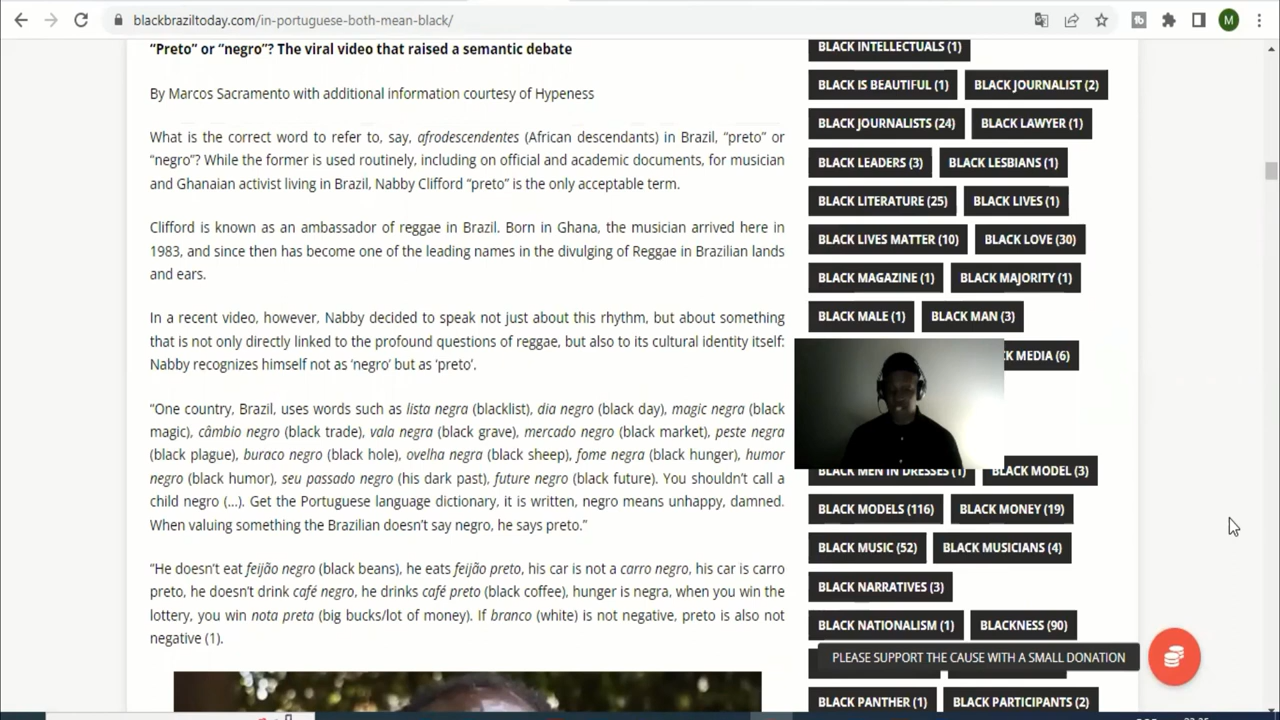 blackbraziltoday.com/in-portuguese-both-mean-black/
M
“Preto” or “negro”? The viral video that raised a semantic debate
By Marcos Sacramento with additional information courtesy of Hypeness
What is the correct word to refer to, say, afrodescendentes (African descendants) in Brazil, “preto” or
“negro”? While the former is used routinely, including on official and academic documents, for musician
and Ghanaian activist living in Brazil, Nabby Clifford “preto” is the only acceptable term.
Clifford is known as an ambassador of reggae in Brazil. Born in Ghana, the musician arrived here in
1983, and since then has become one of the leading names in the divulging of Reggae in Brazilian lands
and ears.
In a recent video, however, Nabby decided to speak not just about this rhythm, but about something
that is not only directly linked to the profound questions of reggae, but also to its cultural identity itself:
Nabby recognizes himself not as ‘negro’ but as ‘preto’.
“One country, Brazil, uses words such as lista negra (blacklist), dia negro (black day), magic negra (black
magic), câmbio negro (black trade), vala negra (black grave), mercado negro (black market), peste negra
(black plague), buraco negro (black hole), ovelha negra (black sheep), fome negra (black hunger), humor
negro (black humor), seu passado negro (his dark past), future negro (black future). You shouldn’t call a
child negro (...). Get the Portuguese language dictionary, it is written, negro means unhappy, damned.
When valuing something the Brazilian doesn’t say negro, he says preto.”
“He doesn’t eat feijão negro (black beans), he eats feijão preto, his car is not a carro negro, his car is carro
preto, he doesn’t drink café negro, he drinks café preto (black coffee), hunger is negra, when you win the
lottery, you win nota preta (big bucks/lot of money). If branco (white) is not negative, preto is also not
negative (1).
BLACK INTELLECTUALS (1)
BLACK IS BEAUTIFUL (1) BLACK JOURNALIST (2)
BLACK JOURNALISTS (24) BLACK LAWYER (1)
BLACK LEADERS (3) BLACK LESBIANS (1)
BLACK LITERATURE (25) BLACK LIVES (1)
BLACK LIVES MATTER (10) BLACK LOVE (30)
BLACK MAGAZINE (1) BLACK MAJORITY (1)
BLACK MALE (1) BLACK MAN (3)
CK MEDIA (6)
BLACK MEN IN DRESSES (1) BLACK MODEL (3)
BLACK MODELS (116) BLACK MONEY (19)
BLACK MUSIC (52) BLACK MUSICIANS (4)
BLACK NARRATIVES (3)
BLACK NATIONALISM (1) BLACKNESS (90)
PLEASE SUPPORT THE CAUSE WITH A SMALL DONATION
BLACK PANTHER (1) BLACK PARTICIPANTS (2)